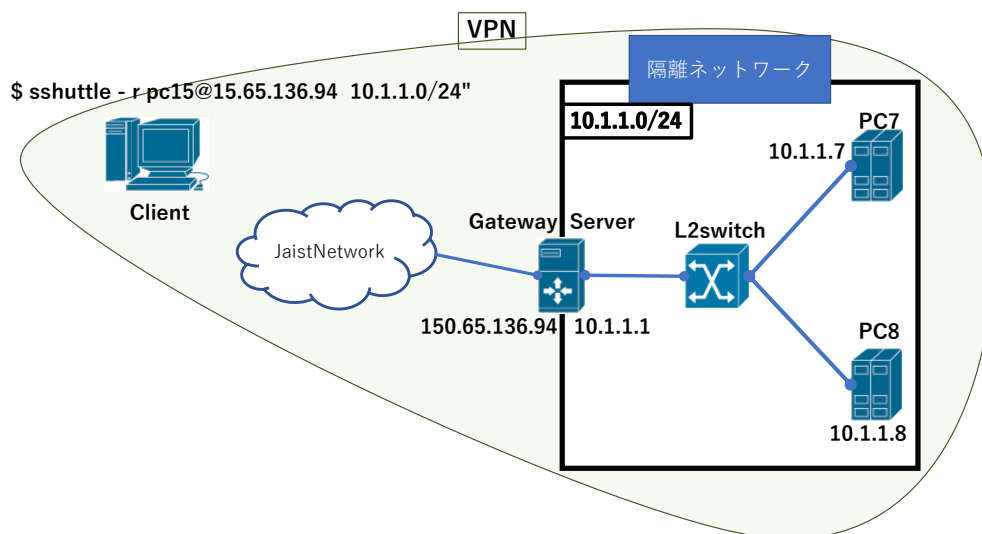 VPN
隔離ネットワーク
$ sshuttle - r pc15@15.65.136.94  10.1.1.0/24"
10.1.1.0/24
PC7
10.1.1.7
Client
Gateway  Server
L2switch
JaistNetwork
150.65.136.94  10.1.1.1
PC8
10.1.1.8